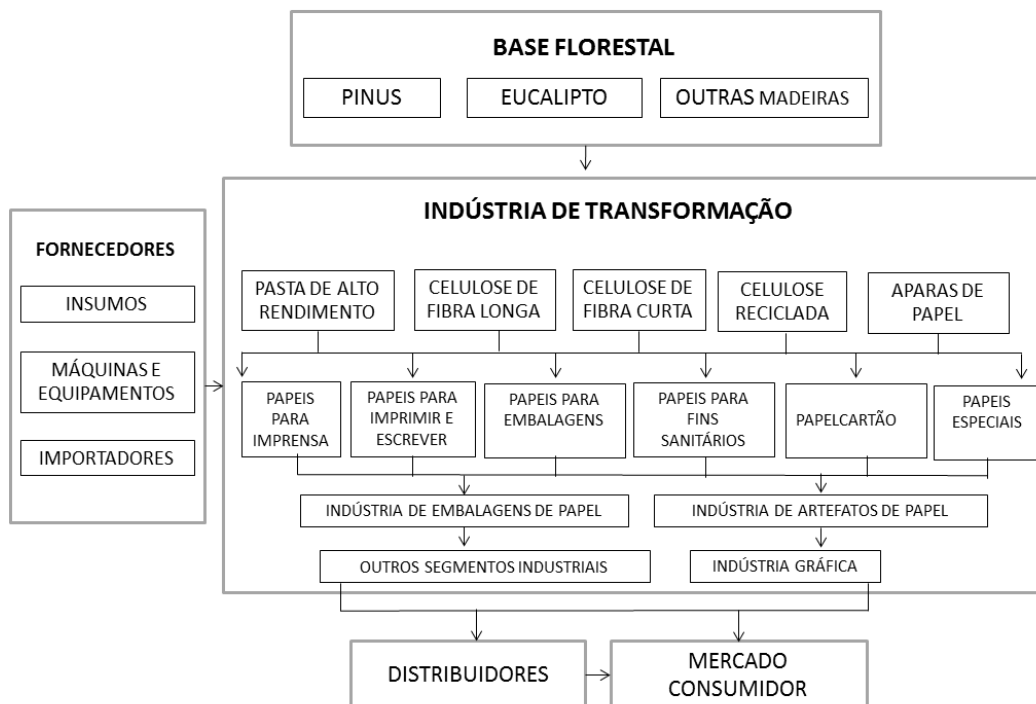 BASE FLORESTAL
PINUS
EUCALIPTO
OUTRAS MADEIRAS
FORNECEDORES
INSUMOS
MÁQUINAS E
EQUIPAMENTOS
IMPORTADORES
INDÚSTRIA DE TRANSFORMAÇÃO
PASTA DE ALTO
RENDIMENTO
CELULOSE DE
FIBRA LONGA
CELULOSE DE
FIBRA CURTA
CELULOSE
RECICLADA
APARAS DE
PAPEL
PAPEIS
PARA
IMPRENSA
PAPEIS PARA
IMPRIMIR E
ESCREVER
PAPEIS PARA
EMBALAGENS
PAPEIS PARA
FINS
SANITÁRIOS
PAPELCARTÃO
PAPEIS
ESPECIAIS
INDÚSTRIA DE EMBALAGENS DE PAPEL
INDÚSTRIA DE ARTEFATOS DE PAPEL
OUTROS SEGMENTOS INDUSTRIAIS
INDÚSTRIA GRÁFICA
DISTRIBUIDORES
MERCADO
CONSUMIDOR